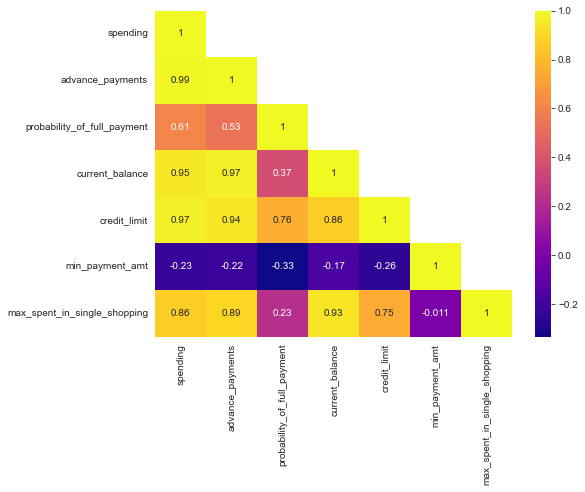 spending 1
advance_payments 0.99 1
probability_of_full_payment 0.61 0.53 1
current_balance 0.95 0.97 0.37 1
credit_limit 0.97 0.94 0.76 0.86 1
min_payment_amt -0.23 -0.22 -0.33 -0.17 -0.26 1
max_spent_in_single_shopping 0.86 0.89 0.23 0.93 0.75 -0.011 1
spending
advance_payments
probability_of_full_payment
current_balance
credit_limit
min_payment_amt
max_spent_in_single_shopping
1.0
0.8
0.6
0.4
0.2
0.0
−0.2